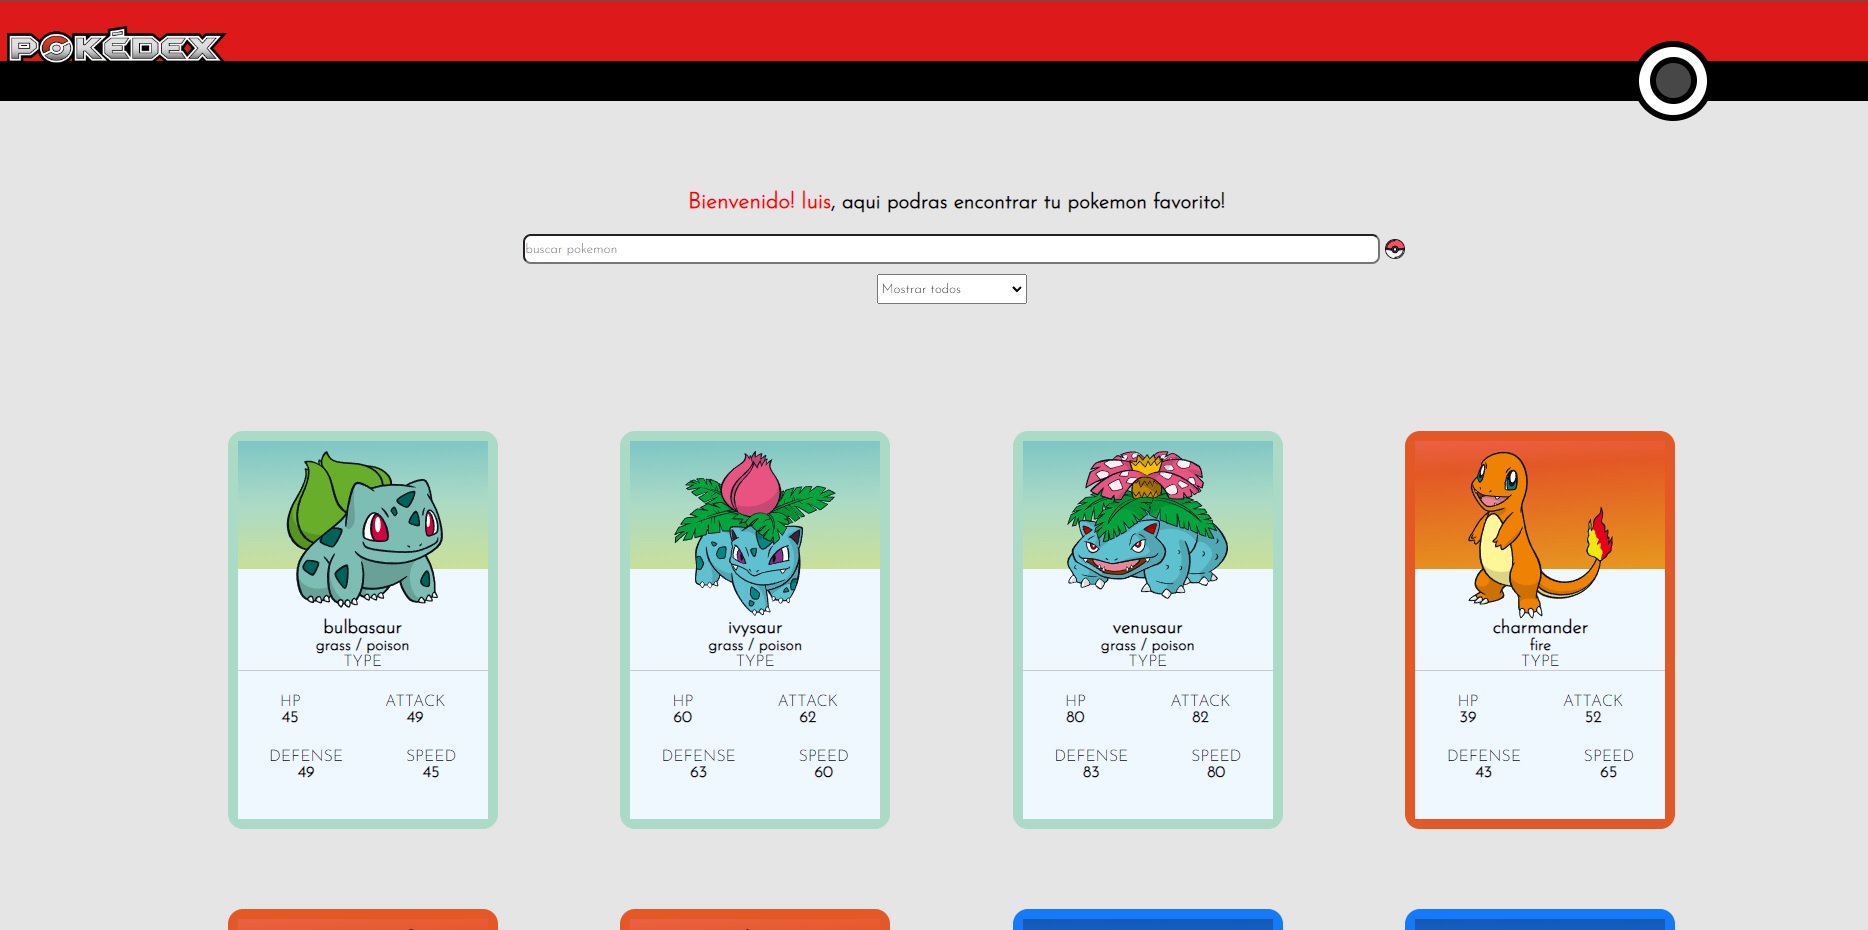 POKÉDEX
Bienvenido! luis, aqui podras encontrar tu pokemon favorito!
buscar pokemon
Mostrar todos
bulbasaur
grass / poison
TYPE
HP ATTACK
45 49
DEFENSE SPEED
49 45
ivysaur
grass / poison
TYPE
HP ATTACK
60 62
DEFENSE SPEED
63 60
venusaur
grass / poison
TYPE
HP ATTACK
80 82
DEFENSE SPEED
83 80
charmander
fire
TYPE
HP ATTACK
39 52
DEFENSE SPEED
43 65